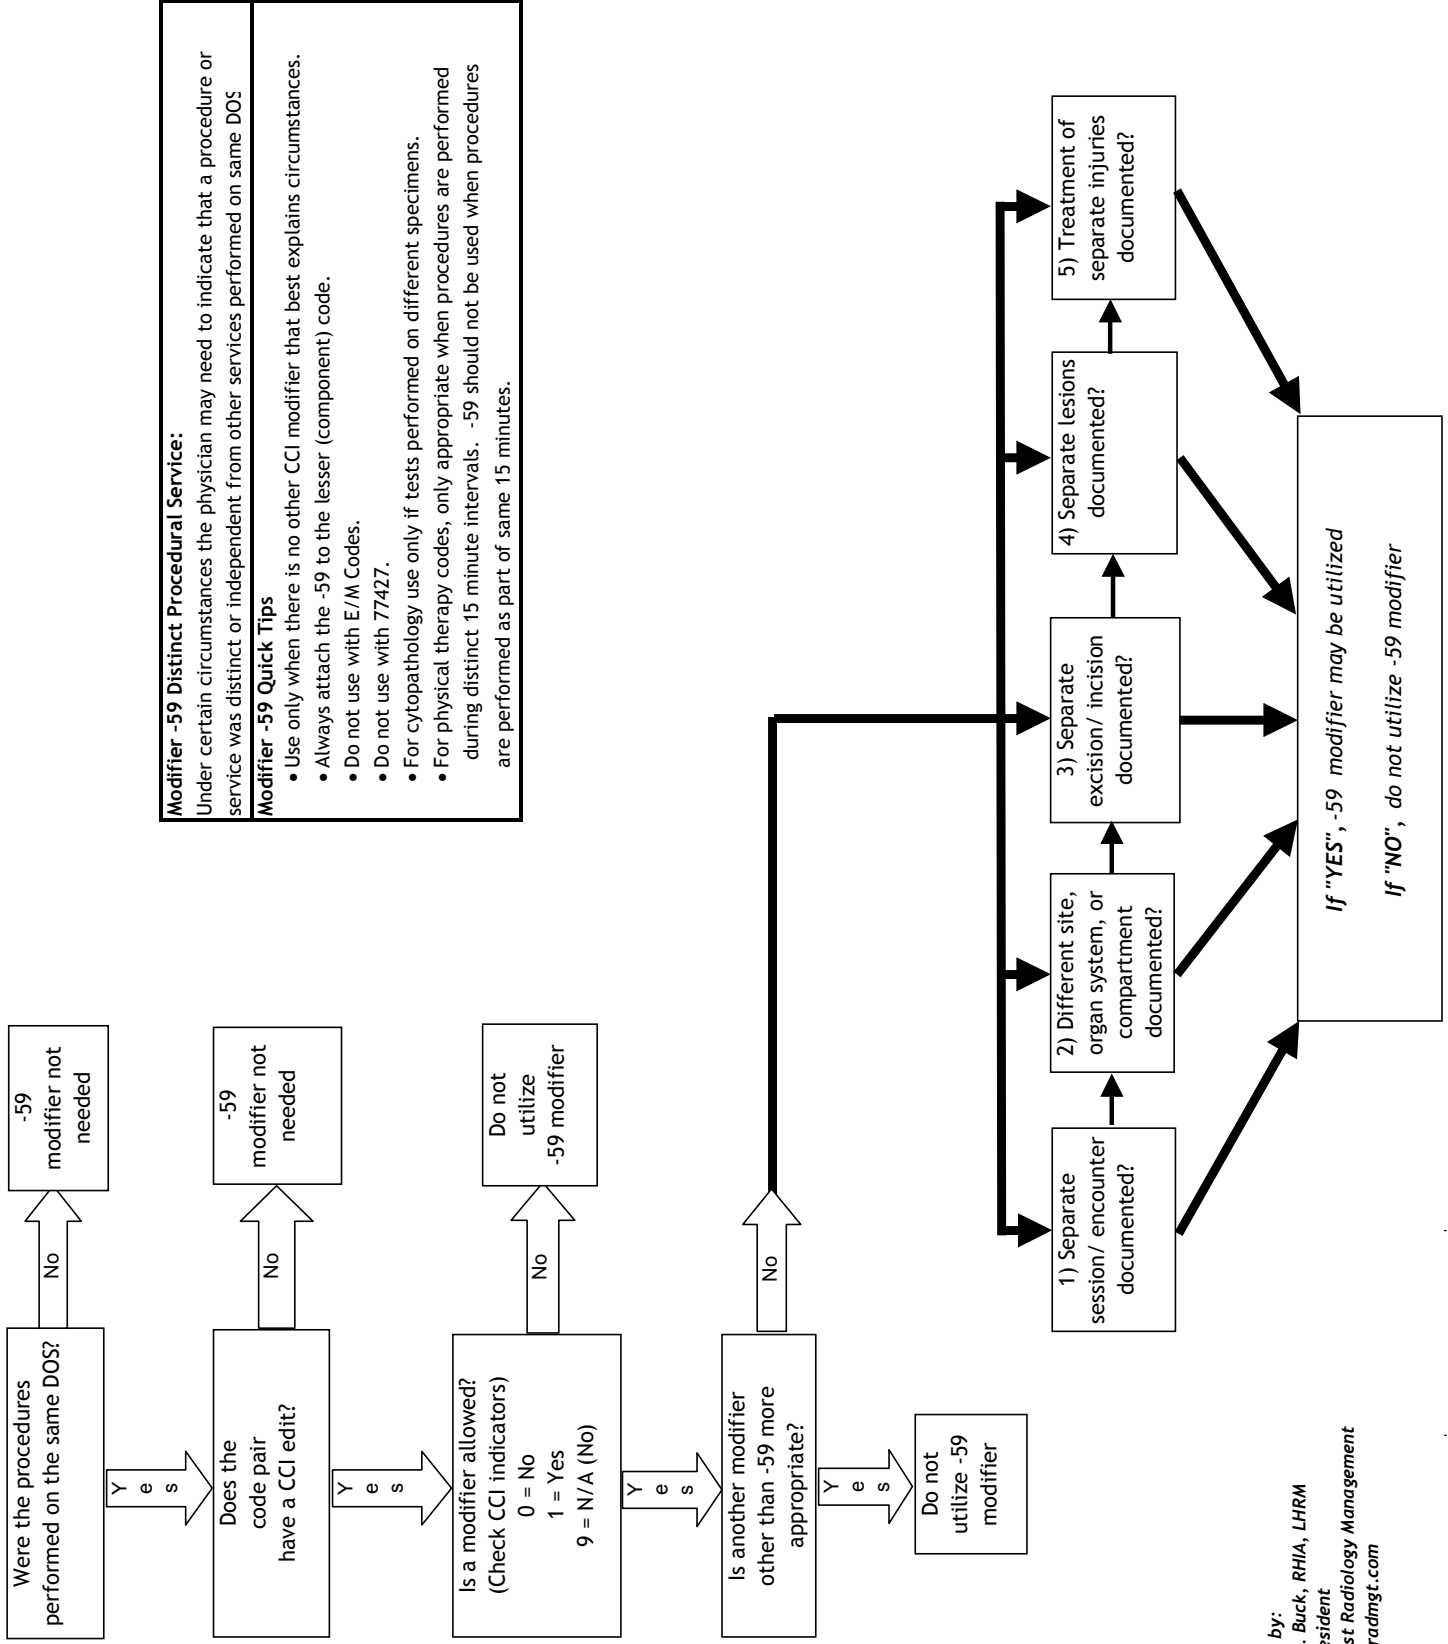 Were the procedures
performed on the same DOS?
No
-59
modifier not
needed
Yes
Does the
code pair
have a CCI edit?
No
-59
modifier not
needed
Yes
Is a modifier allowed?
(Check CCI indicators)
0 = No
1 = Yes
9 = N/A (No)
No
Do not
utilize
-59 modifier
Yes
Is another modifier
other than -59 more
appropriate?
No
Yes
Do not
utilize -59
modifier
Modifier -59 Distinct Procedural Service:
Under certain circumstances the physician may need to indicate that a procedure or
service was distinct or independent from other services performed on same DOS
Modifier -59 Quick Tips
• Use only when there is no other CCI modifier that best explains circumstances.
• Always attach the -59 to the lesser (component) code.
• Do not use with E/M Codes.
• Do not use with 77427.
• For cytopathology use only if tests performed on different specimens.
• For physical therapy codes, only appropriate when procedures are performed
during distinct 15 minute intervals. -59 should not be used when procedures
are performed as part of same 15 minutes.
1) Separate
session/ encounter
documented?
2) Different site,
organ system, or
compartment
documented?
3) Separate
excision/ incision
documented?
4) Separate lesions
documented?
5) Treatment of
separate injuries
documented?
If "YES", -59 modifier may be utilized
If "NO", do not utilize -59 modifier
by:
. Buck, RHIA, LHRM
esident
st Radiology Management
radmgt.com